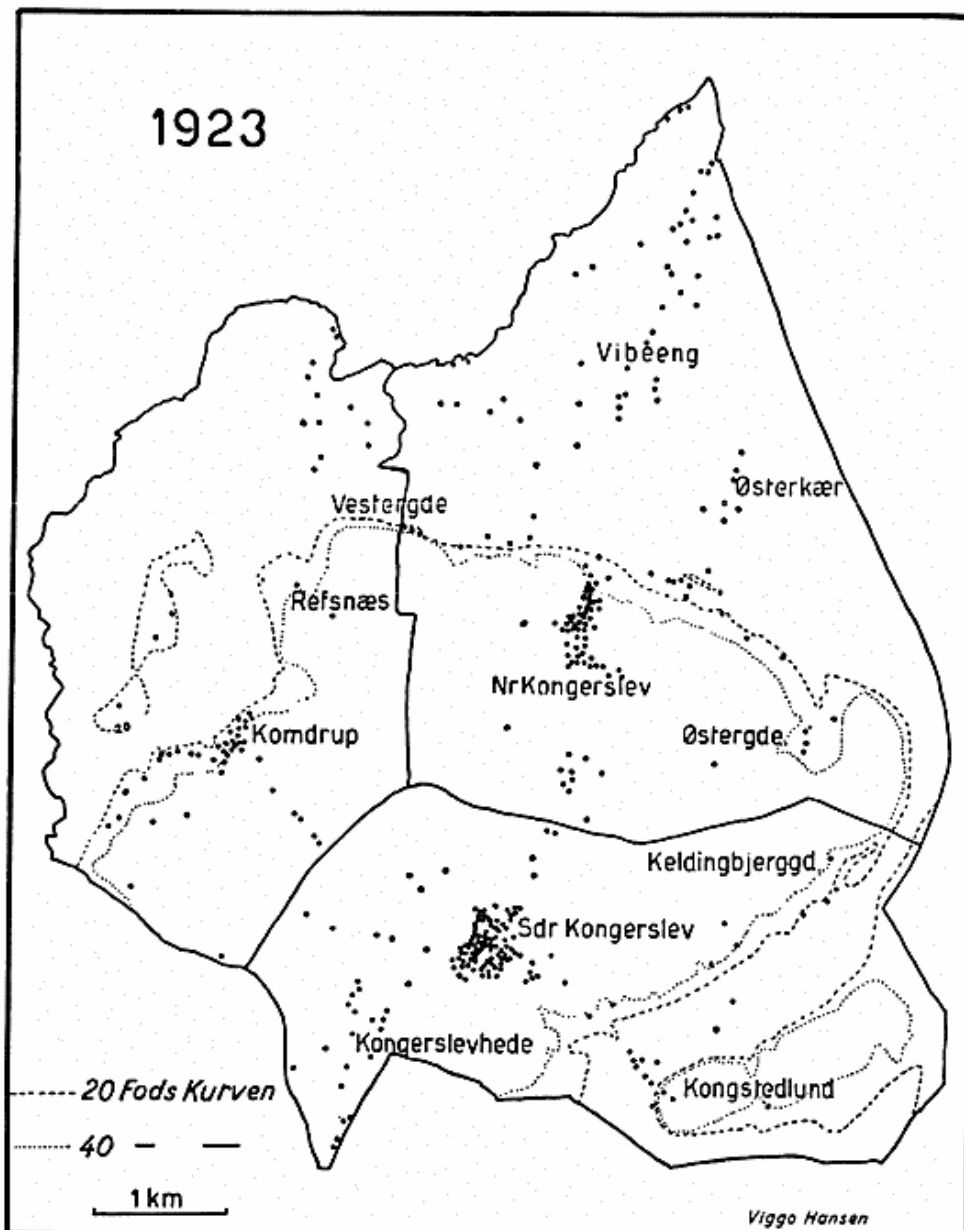 1923
Vibeeng
Østerkær
Vestergde
Refsnæs
NrKongerslev
Komdrup
20
Østergde
Keldingbjerggd.
Sdr Kongerslev
Kongerslevhede
Kongstedlund
20 Fods Kurven
40 — —
1 km
Viggo Hansen